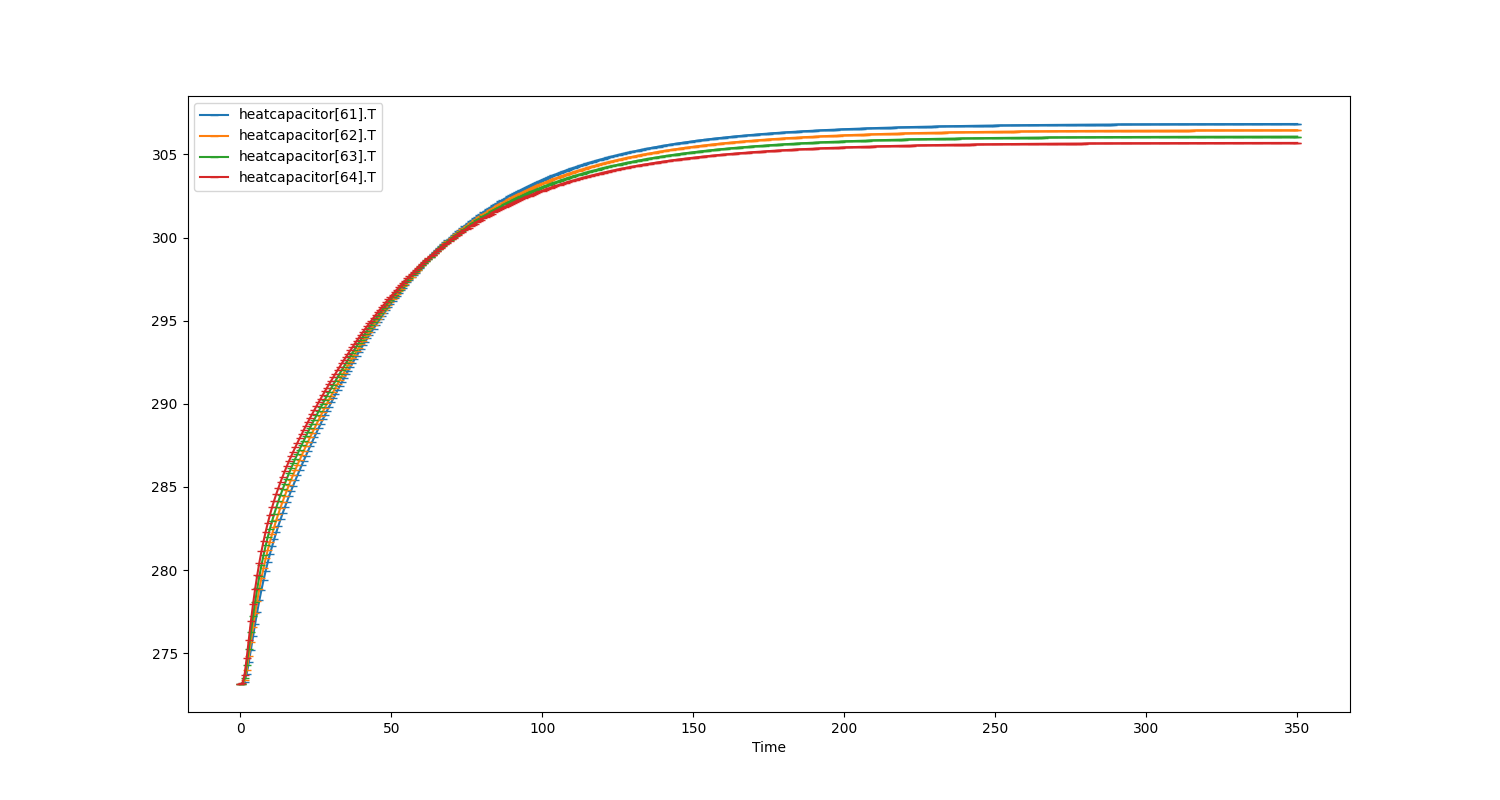 heatcapacitor[61].T
heatcapacitor[62].T
heatcapacitor[63].T
heatcapacitor[64].T
305
300
295
290
285
280
275
0 50 100 150 200 250 300 350
Time